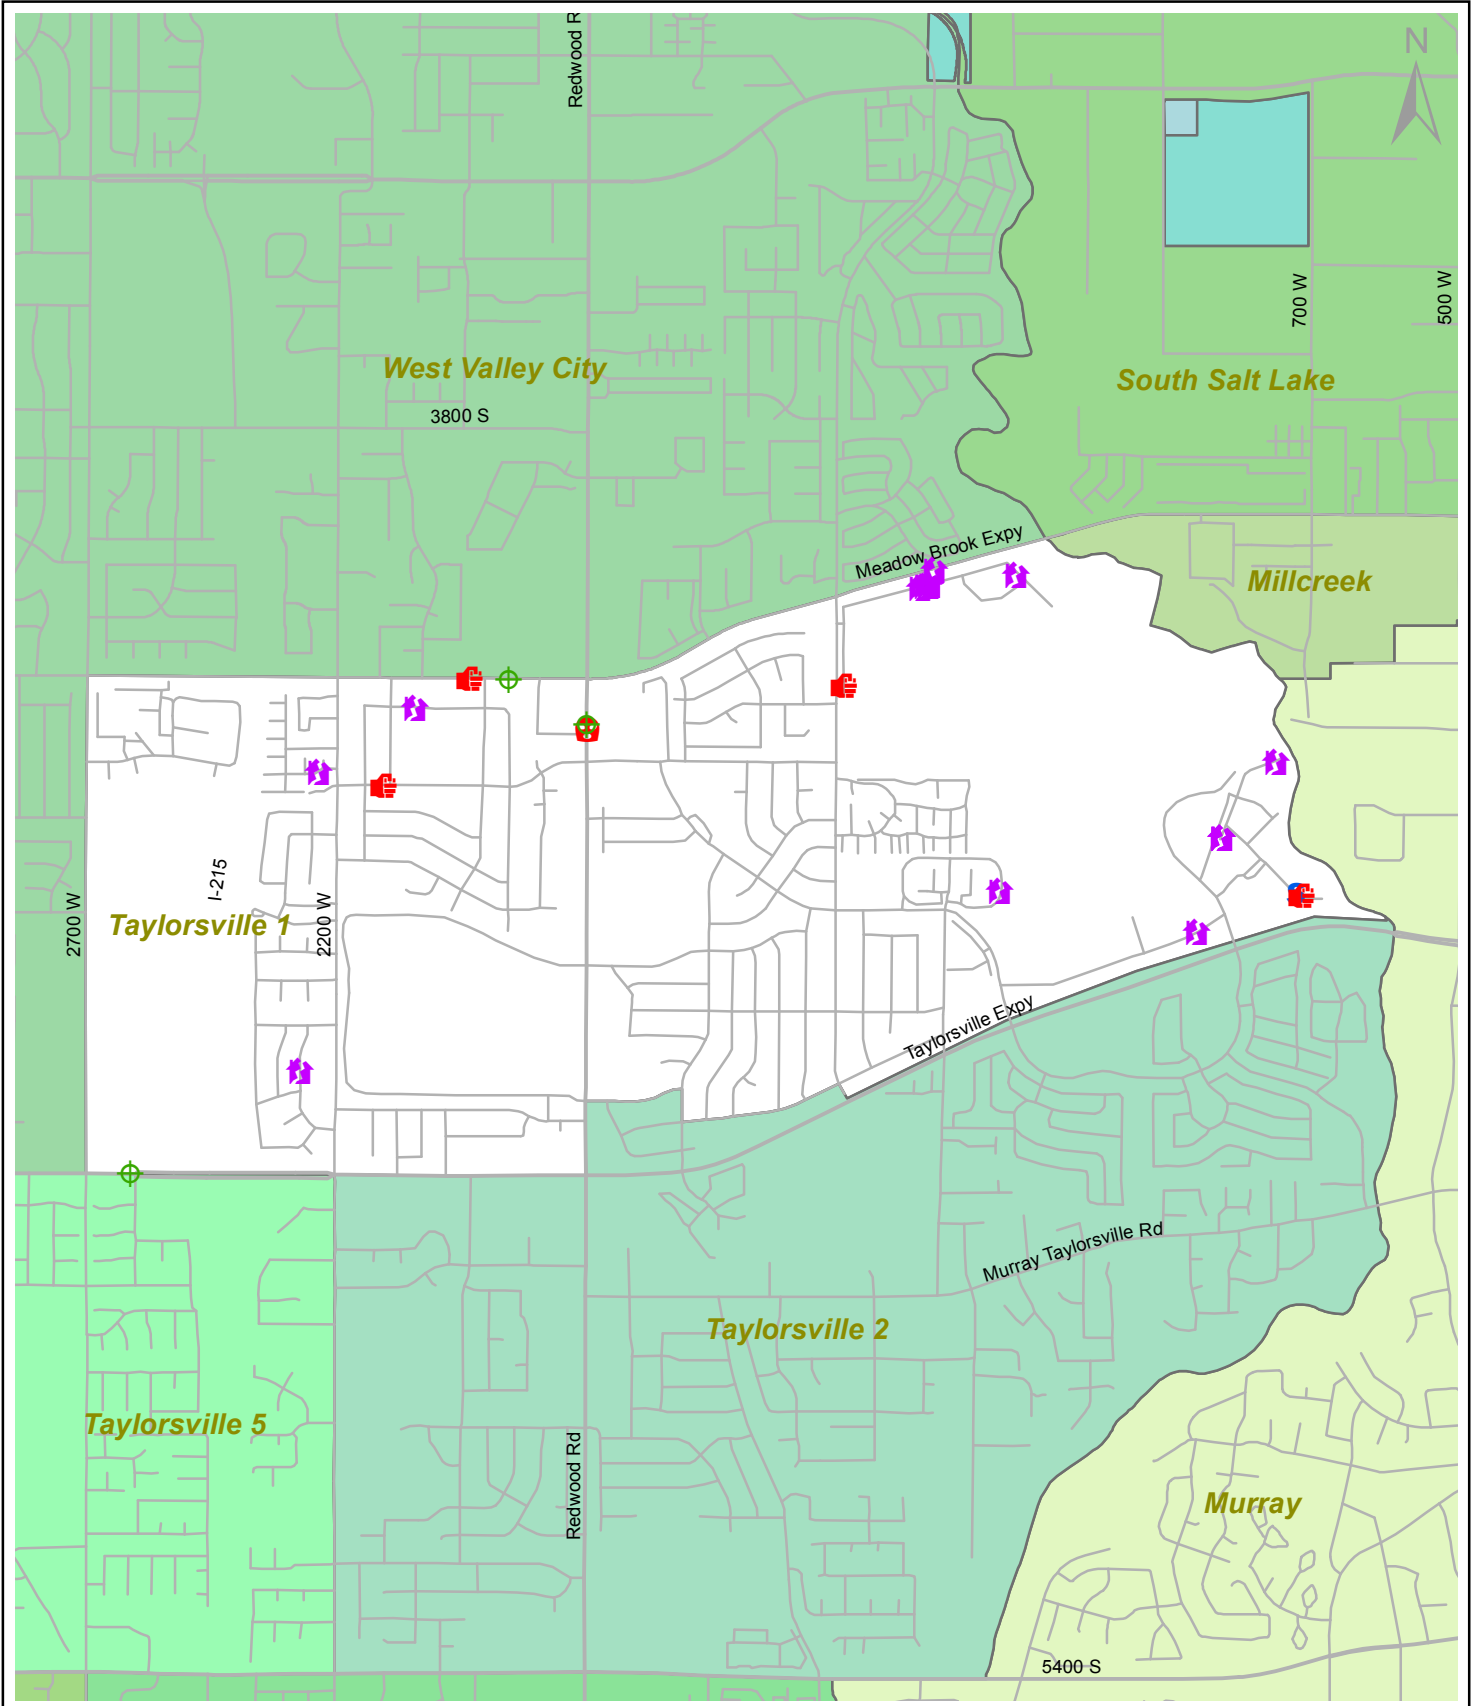 Redwood R
N
700 W
500 W
West Valley City
South Salt Lake
3800 S
Meadow Brook Expy
Millcreek
I-215
2700 W
2200 W
Taylorsville 1
Taylorsville Expy
Murray Taylorsville Rd
Taylorsville 2
Taylorsville 5
Redwood Rd
Murray
5400 S